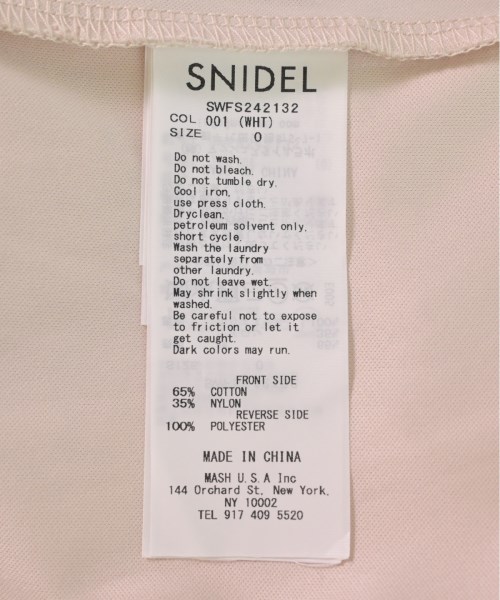 SNIDEL
SWFS242132
COL 001 (WHT)
SIZE 0
Do not wash.
Do not bleach.
Do not tumble dry.
Cool iron,
use press cloth.
Dryclean.
petroleum solvent only,
short cycle.
Wash the laundry
separately from
other laundry.
Do not leave wet.
May shrink slightly when
washed.
Be careful not to expose
to friction or let it
get caught.
Dark colors may run.
FRONT SIDE
65% COTTON
35% NYLON
REVERSE SIDE
100% POLYESTER
MADE IN CHINA
MASH U.S.A Inc
144 Orchard St, New York,
NY 10002
TEL 917 409 5520